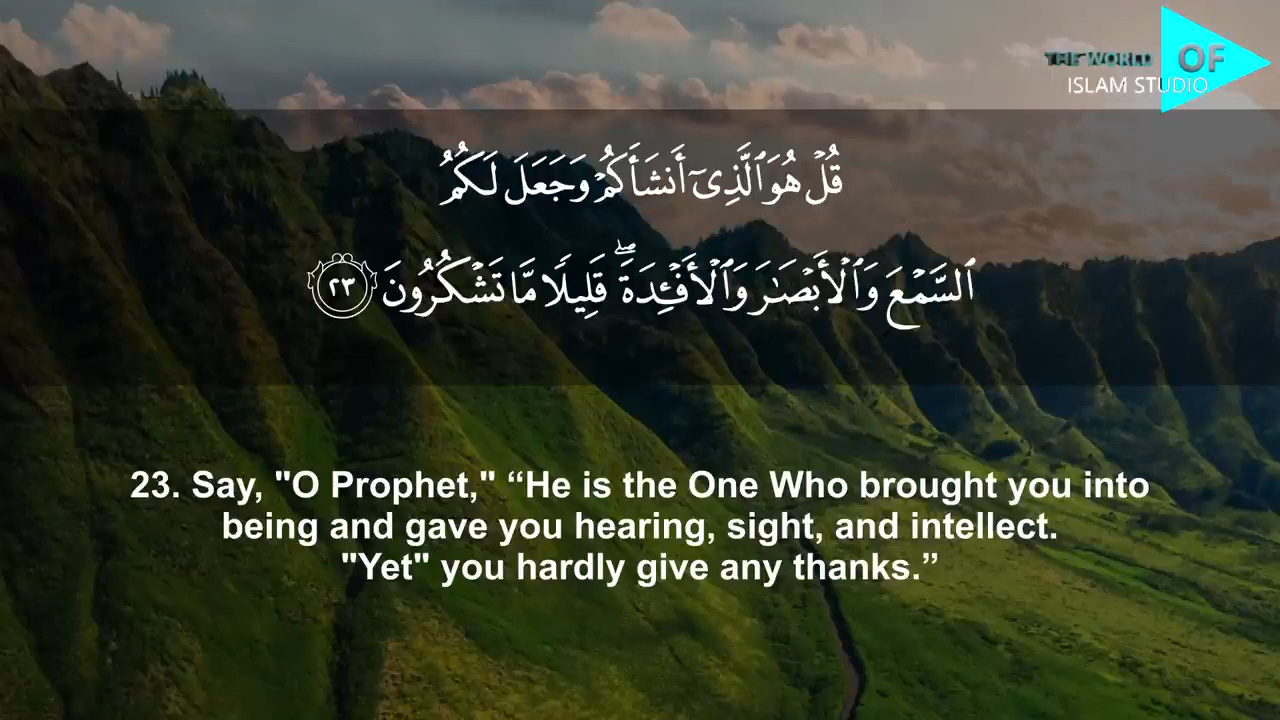 THE WORLD OF
ISLAM STUDIO
قُلْ هُوَ ٱلَّذِىٓ أَنشَأَكُمْ وَجَعَلَ لَكُمُ
ٱلسَّمْعَ وَٱلْأَبْصَـٰرَ وَٱلْأَفْـِٔدَةَ ۖ قَلِيلًا مَّا تَشْكُرُونَ ٢٣
23. Say, "O Prophet," “He is the One Who brought you into
being and gave you hearing, sight, and intellect.
"Yet" you hardly give any thanks.”